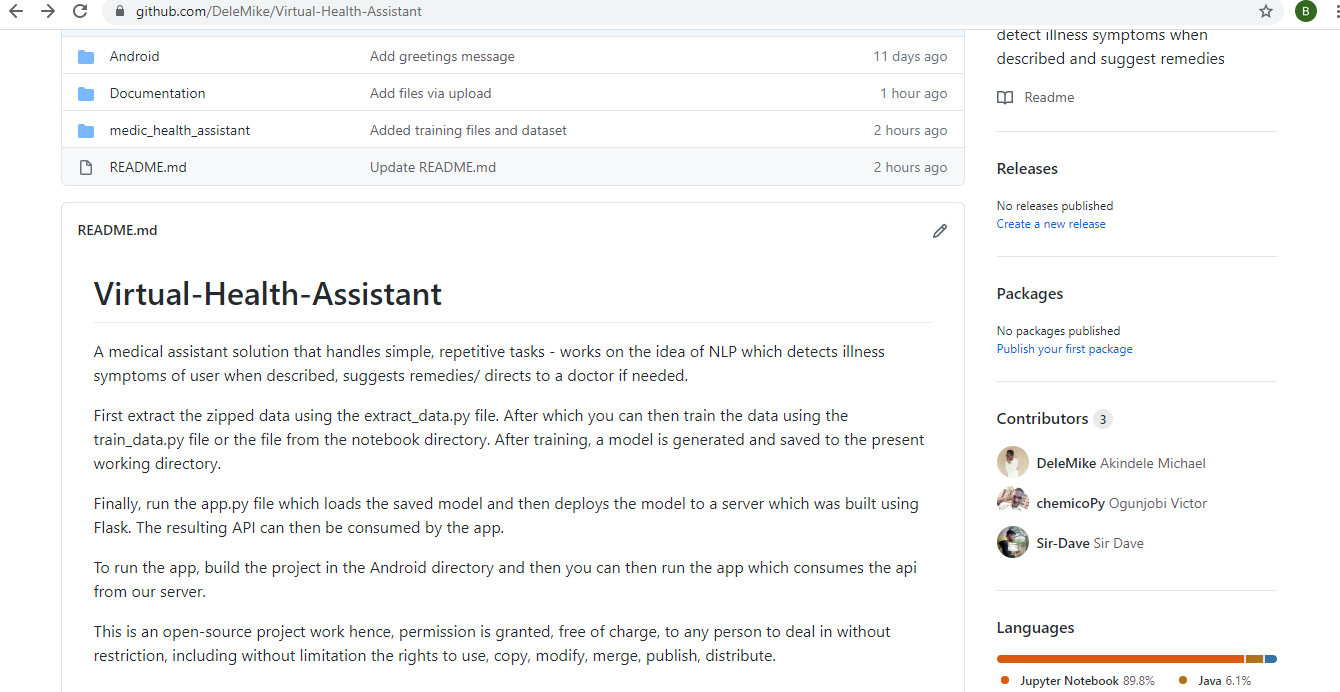 github.com/DeleMike/Virtual-Health-Assistant
B
Android Add greetings message 11 days ago
Documentation Add files via upload 1 hour ago
medic_health_assistant Added training files and dataset 2 hours ago
README.md Update README.md 2 hours ago
README.md
Virtual-Health-Assistant
A medical assistant solution that handles simple, repetitive tasks - works on the idea of NLP which detects illness
symptoms of user when described, suggests remedies/ directs to a doctor if needed.
First extract the zipped data using the extract_data.py file. After which you can then train the data using the
train_data.py file or the file from the notebook directory. After training, a model is generated and saved to the present
working directory.
Finally, run the app.py file which loads the saved model and then deploys the model to a server which was built using
Flask. The resulting API can then be consumed by the app.
To run the app, build the project in the Android directory and then you can then run the app which consumes the api
from our server.
This is an open-source project work hence, permission is granted, free of charge, to any person to deal in without
restriction, including without limitation the rights to use, copy, modify, merge, publish, distribute.
detect illness symptoms when
described and suggest remedies
Readme
Releases
No releases published
Create a new release
Packages
No packages published
Publish your first package
Contributors 3
DeleMike Akindele Michael
chemicoPy Ogunjobi Victor
Sir-Dave Sir Dave
Languages
Jupyter Notebook 89.8% Java 6.1%